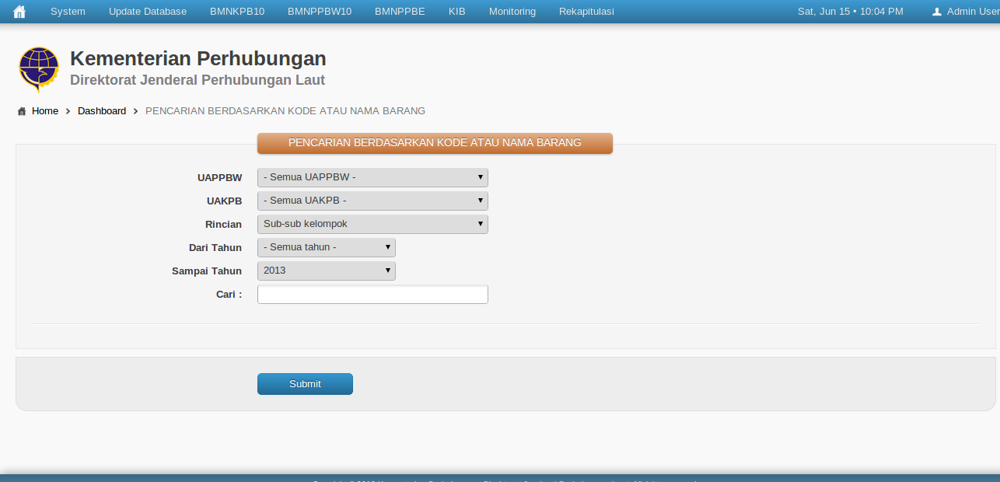 System Update Database BMNKPB10 BMNPPBW10 BMNPPBE KIB Monitoring Rekapitulasi Sat, Jun 15 • 10:04 PM Admin User
Kementerian Perhubungan
Direktorat Jenderal Perhubungan Laut
Home Dashboard PENCARIAN BERDASARKAN KODE ATAU NAMA BARANG
PENCARIAN BERDASARKAN KODE ATAU NAMA BARANG
UAPPBW - Semua UAPPBW -
UAKPB - Semua UAKPB -
Rincian Sub-sub kelompok
Dari Tahun - Semua tahun -
Sampai Tahun 2013
Cari :
Submit